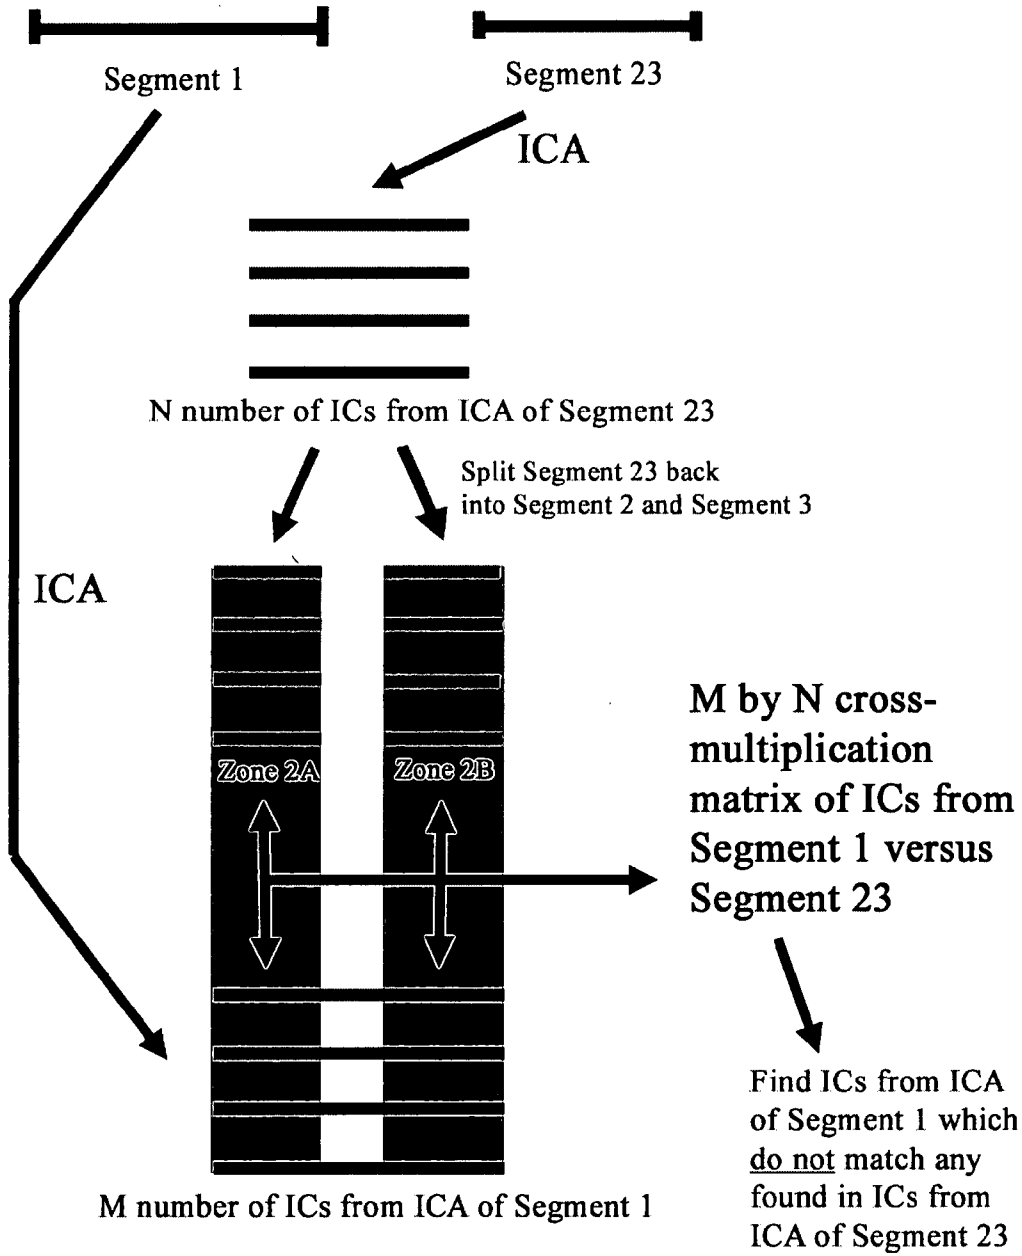 Segment 1
Segment 23
ICA
N number of ICs from ICA of Segment 23
Split Segment 23 back
into Segment 2 and Segment 3
ICA
Zone 2A
Zone 2B
M by N cross-
multiplication
matrix of ICs from
Segment 1 versus
Segment 23
Find ICs from ICA
of Segment 1 which
do not match any
found in ICs from
ICA of Segment 23
M number of ICs from ICA of Segment 1